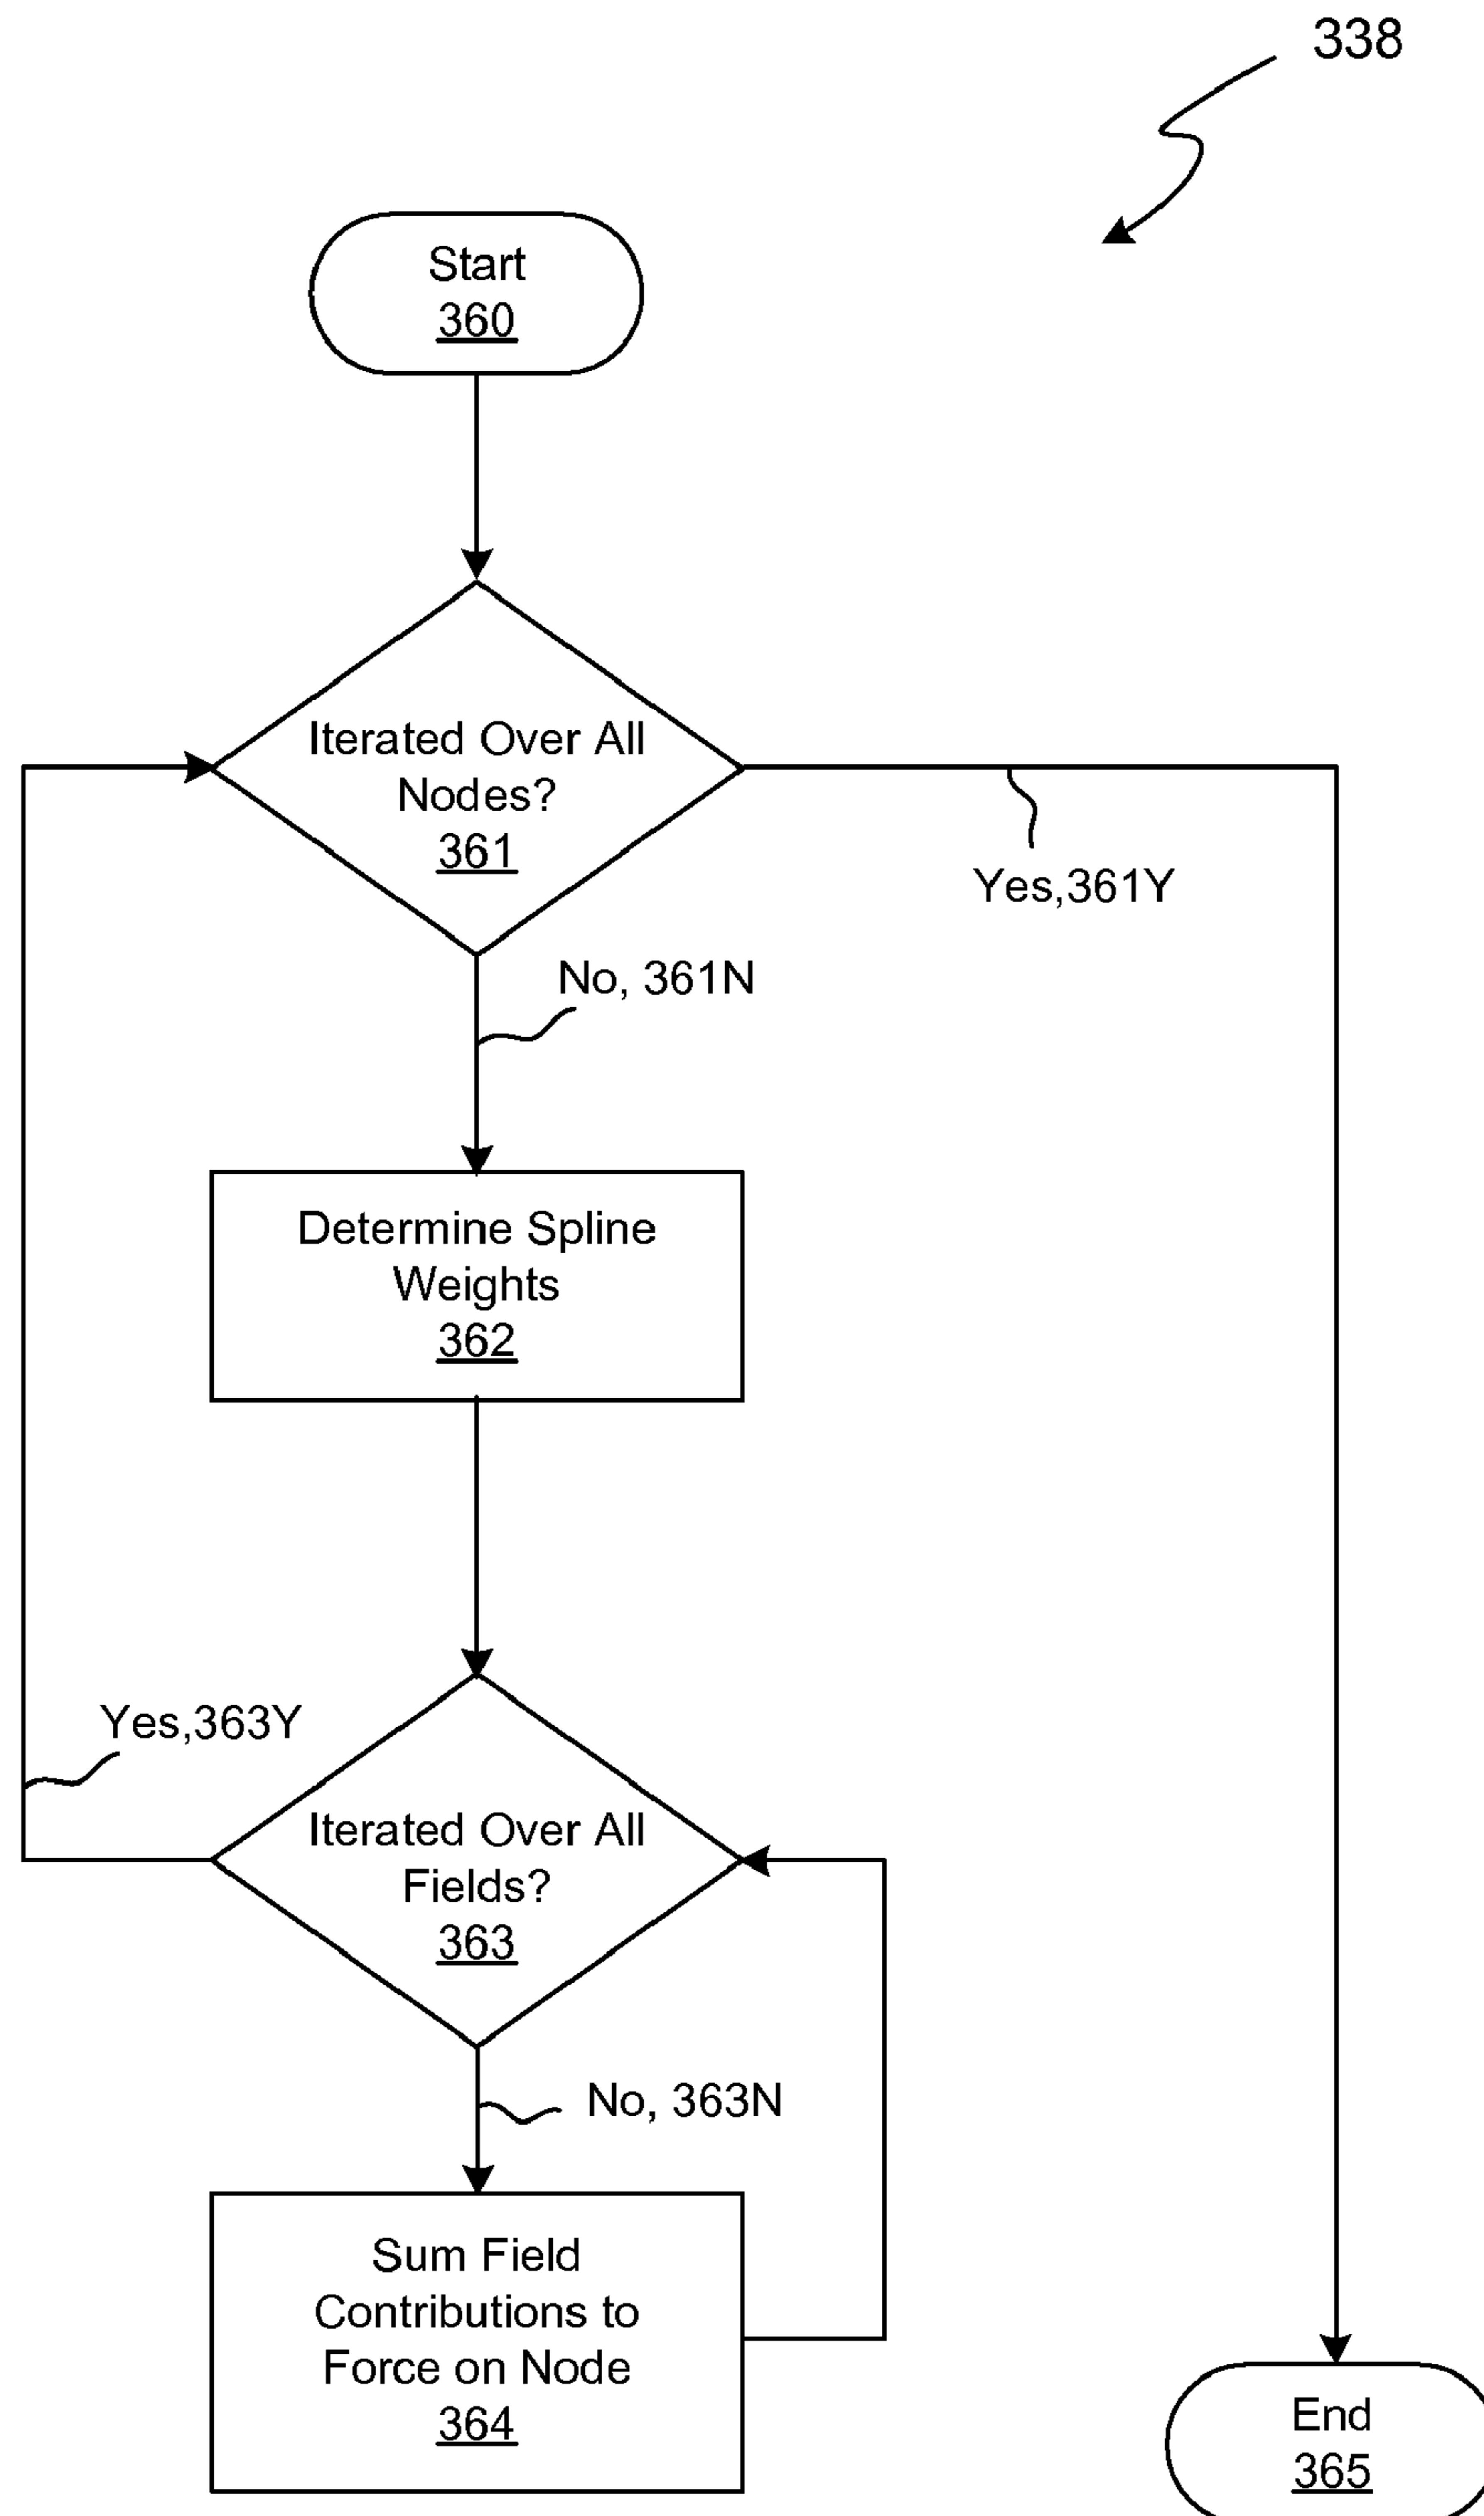 338
Start
360
Iterated Over All
Nodes?
361
Yes,361Y
No, 361N
Determine Spline
Weights
362
Yes,363Y
Iterated Over All
Fields?
363
No, 363N
Sum Field
Contributions to
Force on Node
364
End
365